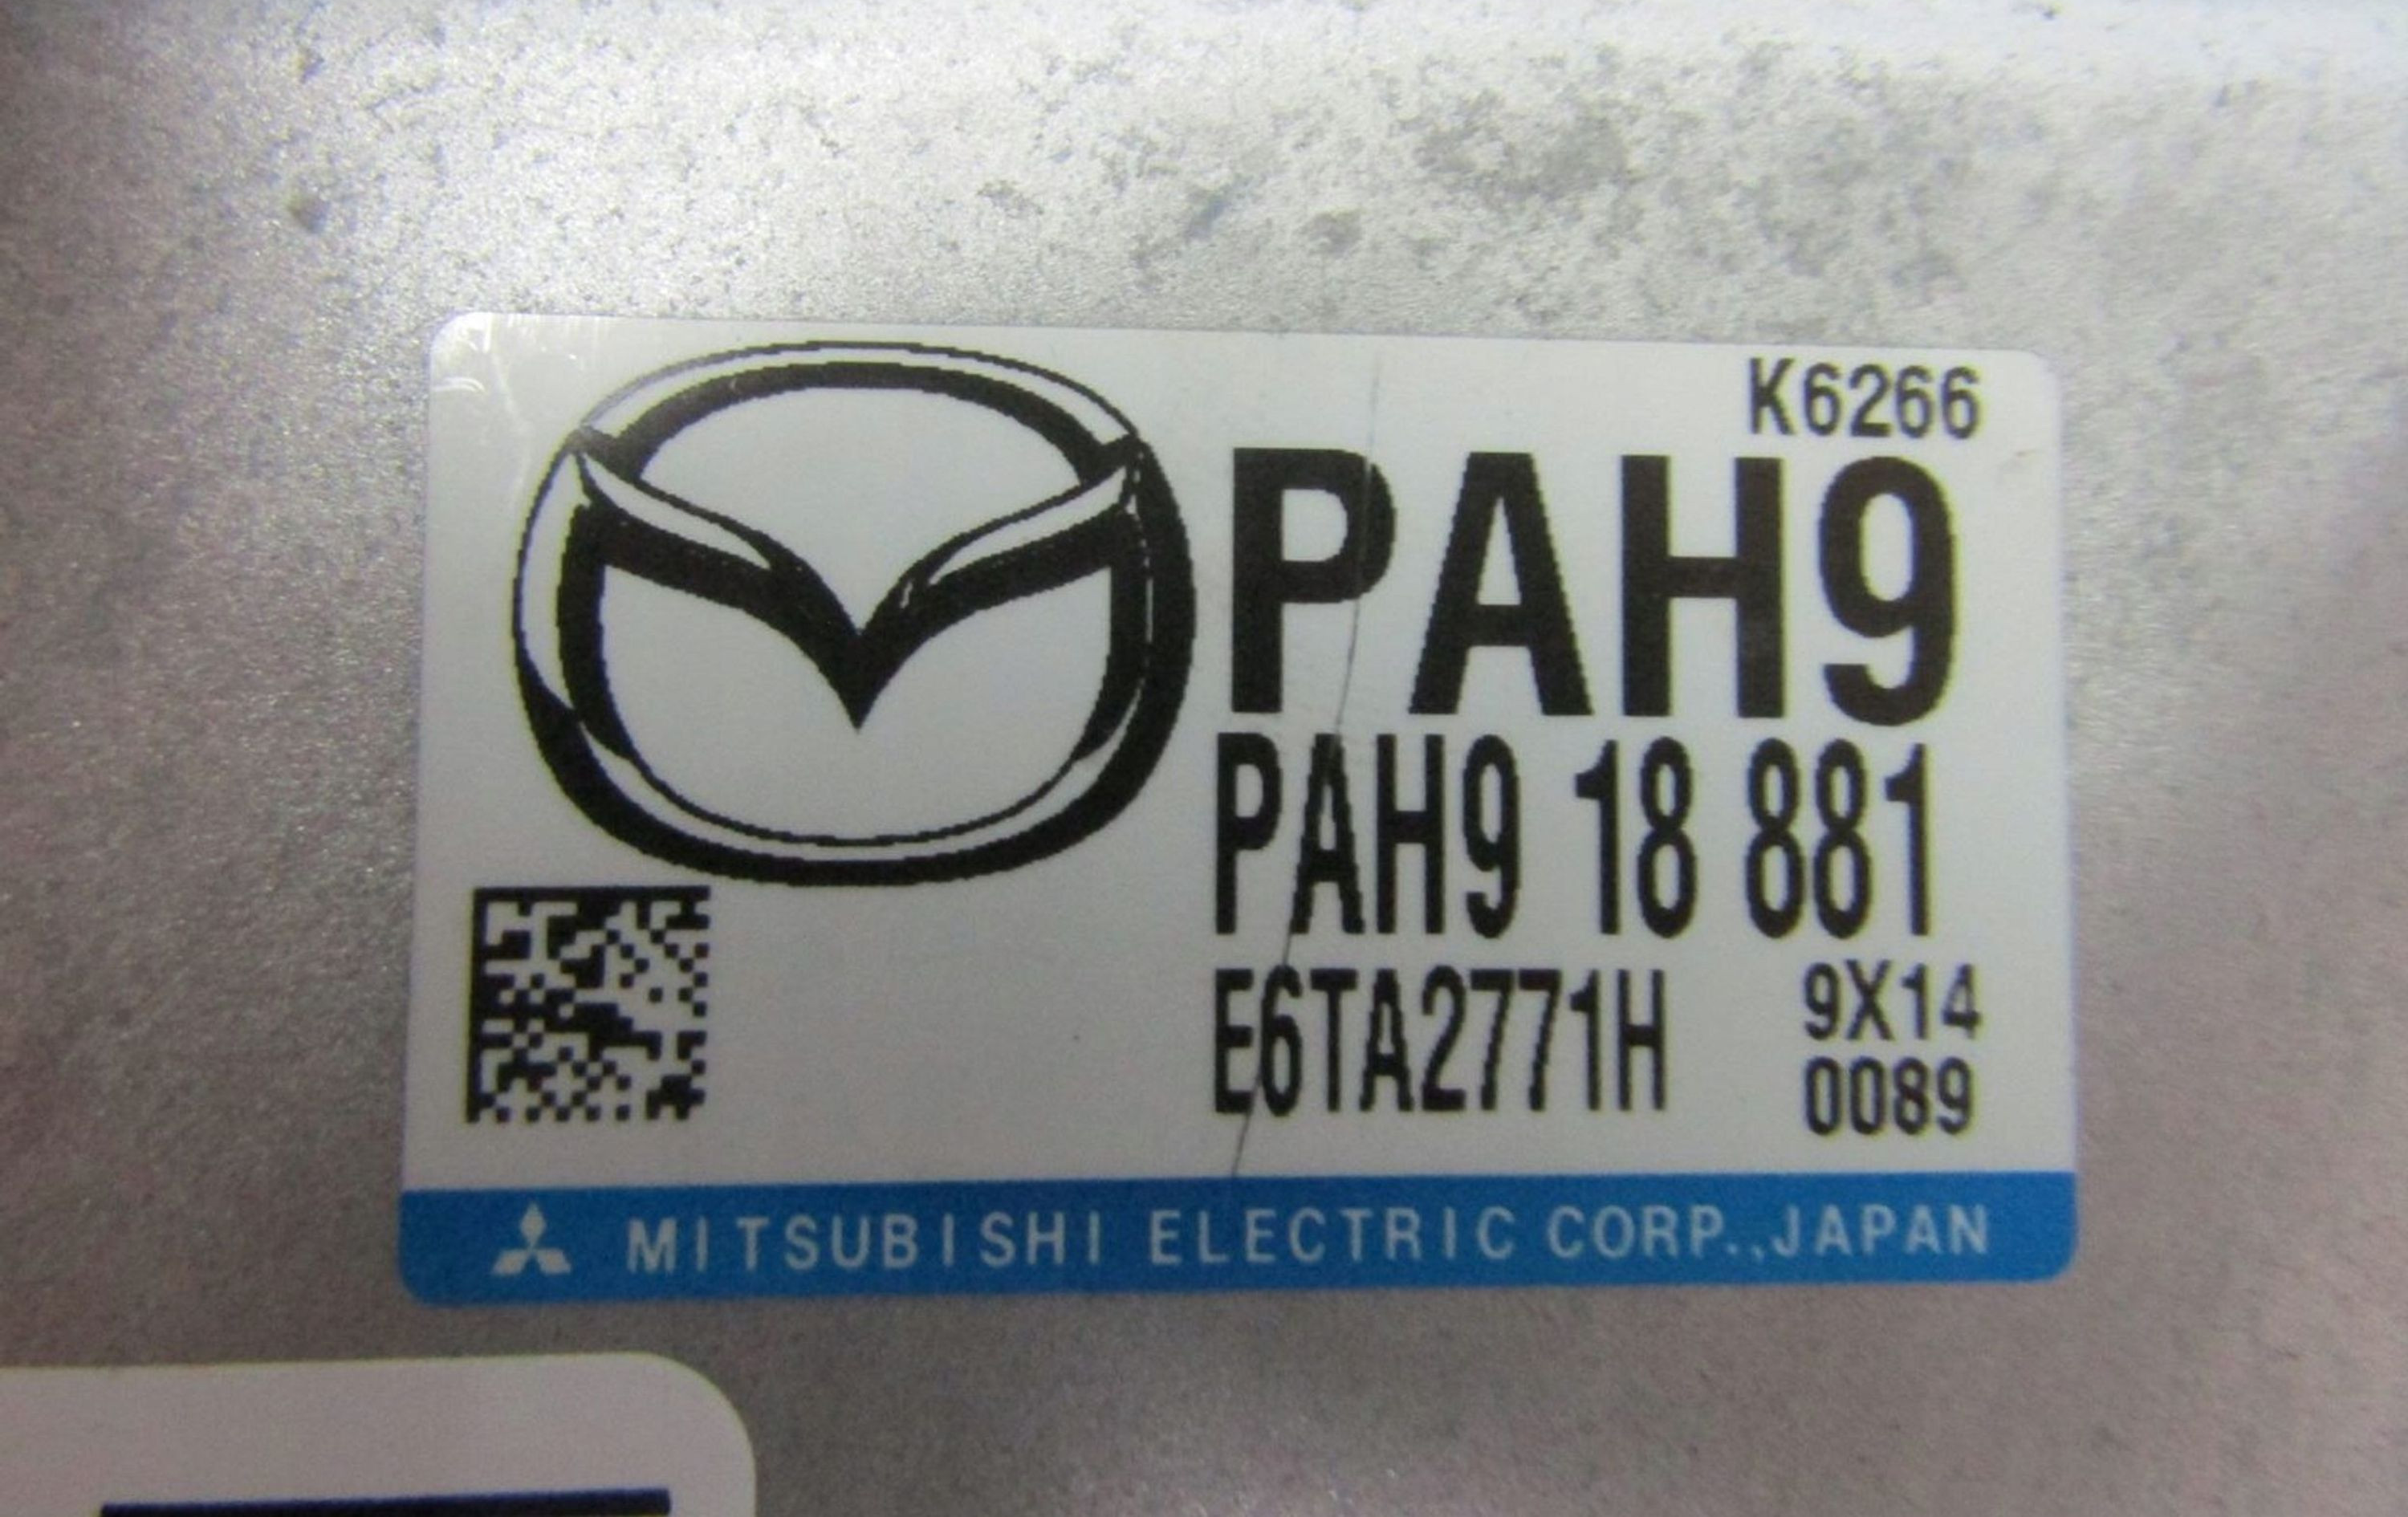 K6266
PAH9
PAH9 18 881
E6TA2771H 9X14
0089
MITSUBISHI ELECTRIC CORP.,JAPAN